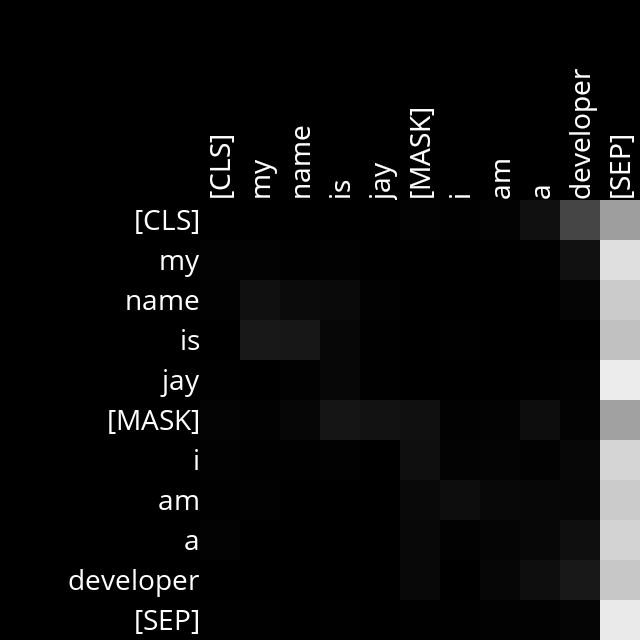 [CLS]
my
name
is
jay
[MASK]
i
am
a
developer
[SEP]
[CLS]
my
name
is
jay
[MASK]
i
am
a
developer
[SEP]